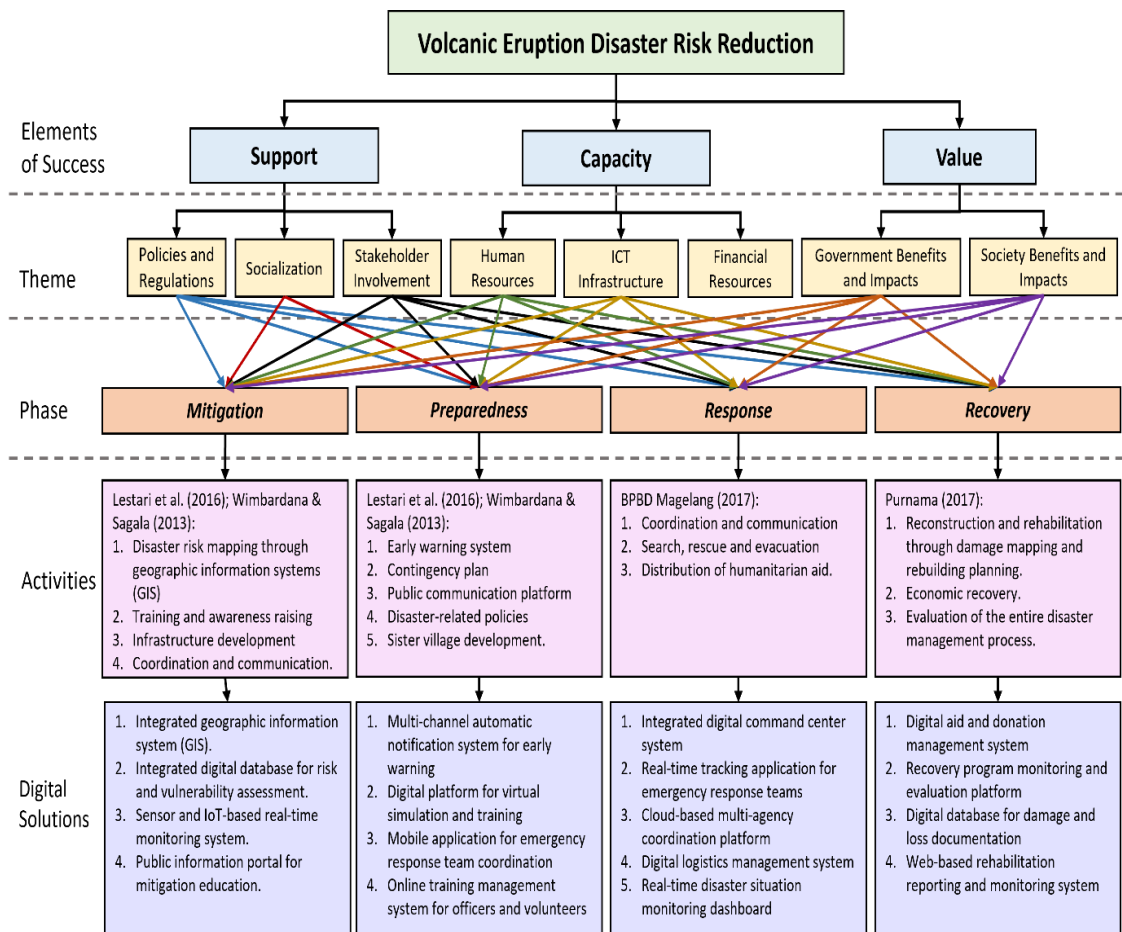 Volcanic Eruption Disaster Risk Reduction
Elements
of Success
Support
Capacity
Value
Theme
Policies and
Regulations
Socialization
Stakeholder
Involvement
Human
Resources
ICT
Infrastructure
Financial
Resources
Government Benefits
and Impacts
Society Benefits and
Impacts
Phase
Mitigation
Preparedness
Response
Recovery
Activities
Lestari et al. (2016); Wimbardana &
Sagala (2013):
1. Disaster risk mapping through
geographic information systems
(GIS)
2. Training and awareness raising
3. Infrastructure development
4. Coordination and communication.
Lestari et al. (2016); Wimbardana &
Sagala (2013):
1. Early warning system
2. Contingency plan
3. Public communication platform
4. Disaster-related policies
5. Sister village development.
BPBD Magelang (2017):
1. Coordination and communication
2. Search, rescue and evacuation
3. Distribution of humanitarian aid.
Purnama (2017):
1. Reconstruction and rehabilitation
through damage mapping and
rebuilding planning.
2. Economic recovery.
3. Evaluation of the entire disaster
management process.
Digital
Solutions
1. Integrated geographic information
system (GIS).
2. Integrated digital database for risk
and vulnerability assessment.
3. Sensor and IoT-based real-time
monitoring system.
4. Public information portal for
mitigation education.
1. Multi-channel automatic
notification system for early
warning
2. Digital platform for virtual
simulation and training
3. Mobile application for emergency
response team coordination
4. Online training management
system for officers and volunteers
1. Integrated digital command center
system
2. Real-time tracking application for
emergency response teams
3. Cloud-based multi-agency
coordination platform
4. Digital logistics management system
5. Real-time disaster situation
monitoring dashboard
1. Digital aid and donation
management system
2. Recovery program monitoring and
evaluation platform
3. Digital database for damage and
loss documentation
4. Web-based rehabilitation
reporting and monitoring system